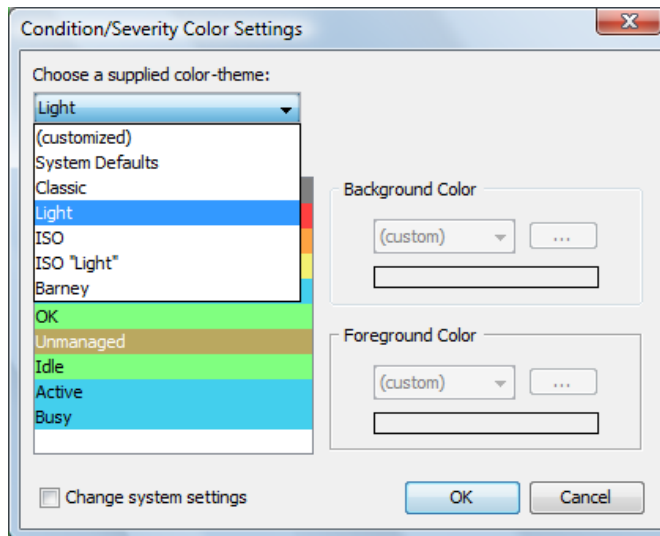 Condition/Severity Color Settings
Choose a supplied color-theme:
Light
(customized)
System Defaults
Classic
Light
ISO
ISO "Light"
Barney
OK
Unmanaged
Idle
Active
Busy
Background Color
(custom)
...
Foreground Color
(custom)
...
Change system settings
OK
Cancel